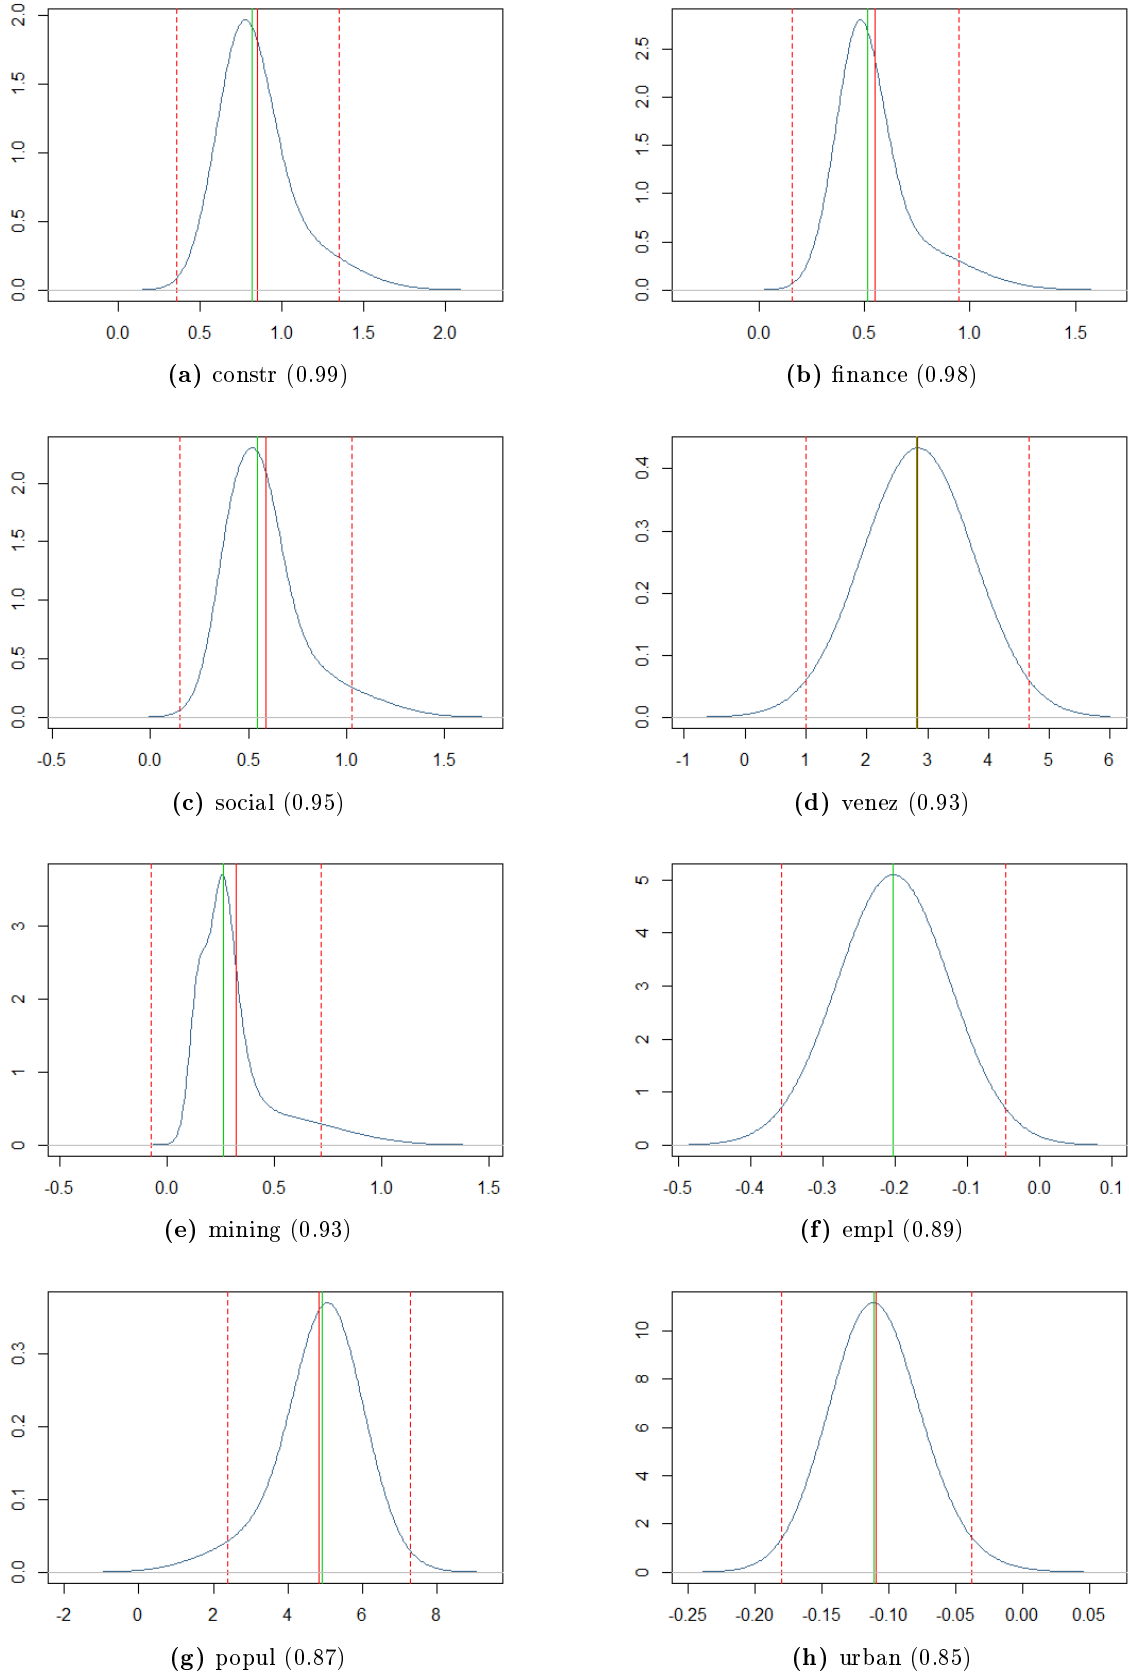 2.0
1.5
1.0
0.5
0.0
0.0 0.5 1.0 1.5 2.0
(a) constr (0.99)
2.5
2.0
1.5
1.0
0.5
0.0
0.0 0.5 1.0 1.5
(b) finance (0.98)
2.0
1.5
1.0
0.5
0.0
-0.5 0.0 0.5 1.0 1.5
(c) social (0.95)
0.4
0.3
0.2
0.1
0.0
-1 0 1 2 3 4 5 6
(d) venez (0.93)
3
2
1
0
-0.5 0.0 0.5 1.0 1.5
(e) mining (0.93)
5
4
3
2
1
0
-0.5 -0.4 -0.3 -0.2 -0.1 0.0 0.1
(f) empl (0.89)
0.3
0.2
0.1
0.0
-2 0 2 4 6 8
(g) popul (0.87)
10
8
6
4
2
0
-0.25 -0.20 -0.15 -0.10 -0.05 0.00 0.05
(h) urban (0.85)